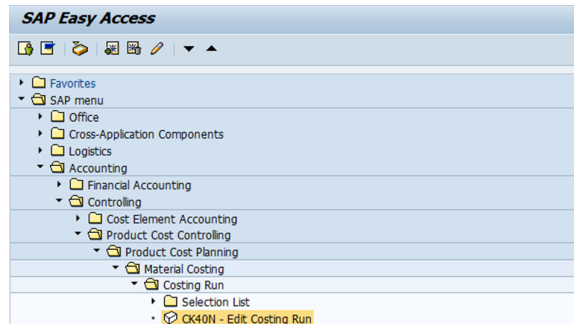 SAP Easy Access
Favorites
SAP menu
Office
Cross-Application Components
Logistics
Accounting
Financial Accounting
Controlling
Cost Element Accounting
Product Cost Controlling
Product Cost Planning
Material Costing
Costing Run
Selection List
CK40N - Edit Costing Run